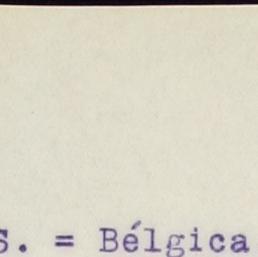 S. = Bélgica